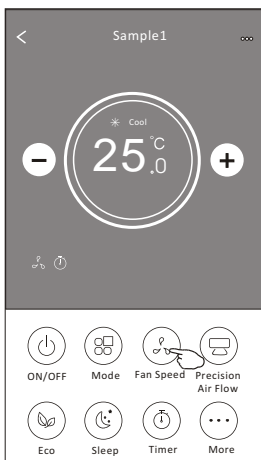 Sample1
Cool
25.0°C
ON/OFF
Mode
Fan Speed
Precision
Air Flow
Eco
Sleep
Timer
More